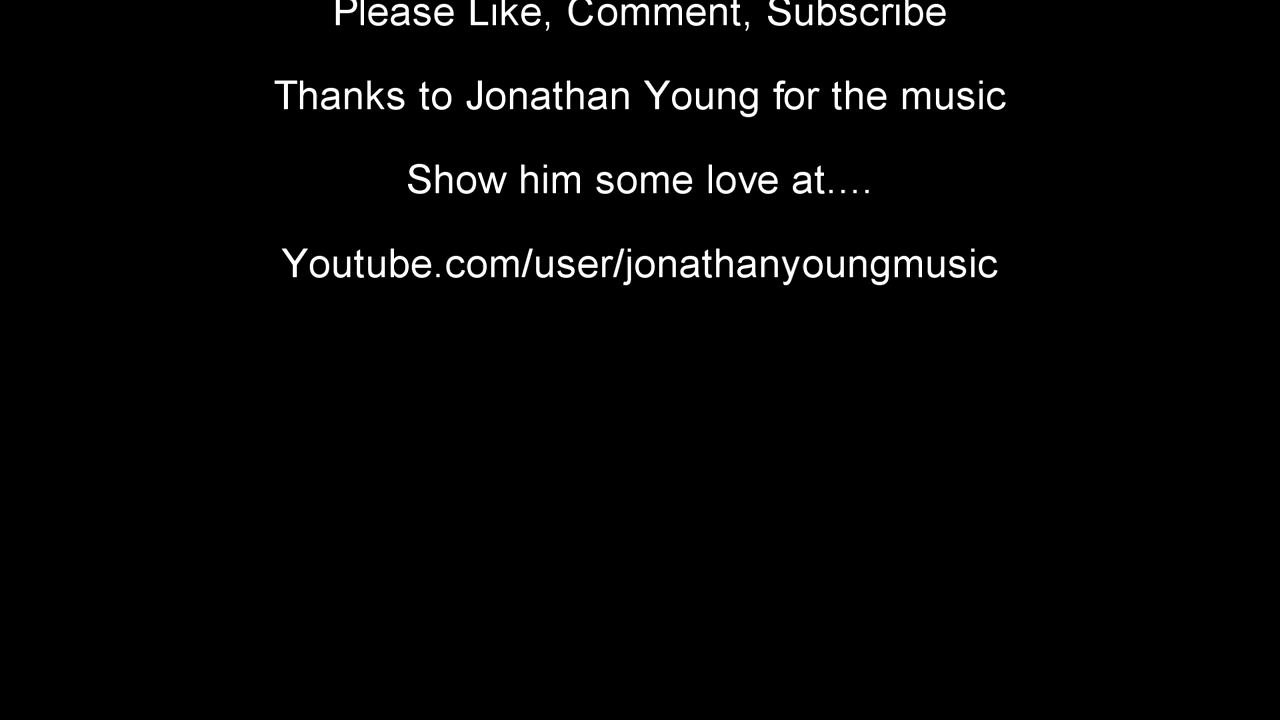 Please Like, Comment, Subscribe
Thanks to Jonathan Young for the music
Show him some love at....
Youtube.com/user/jonathanyoungmusic